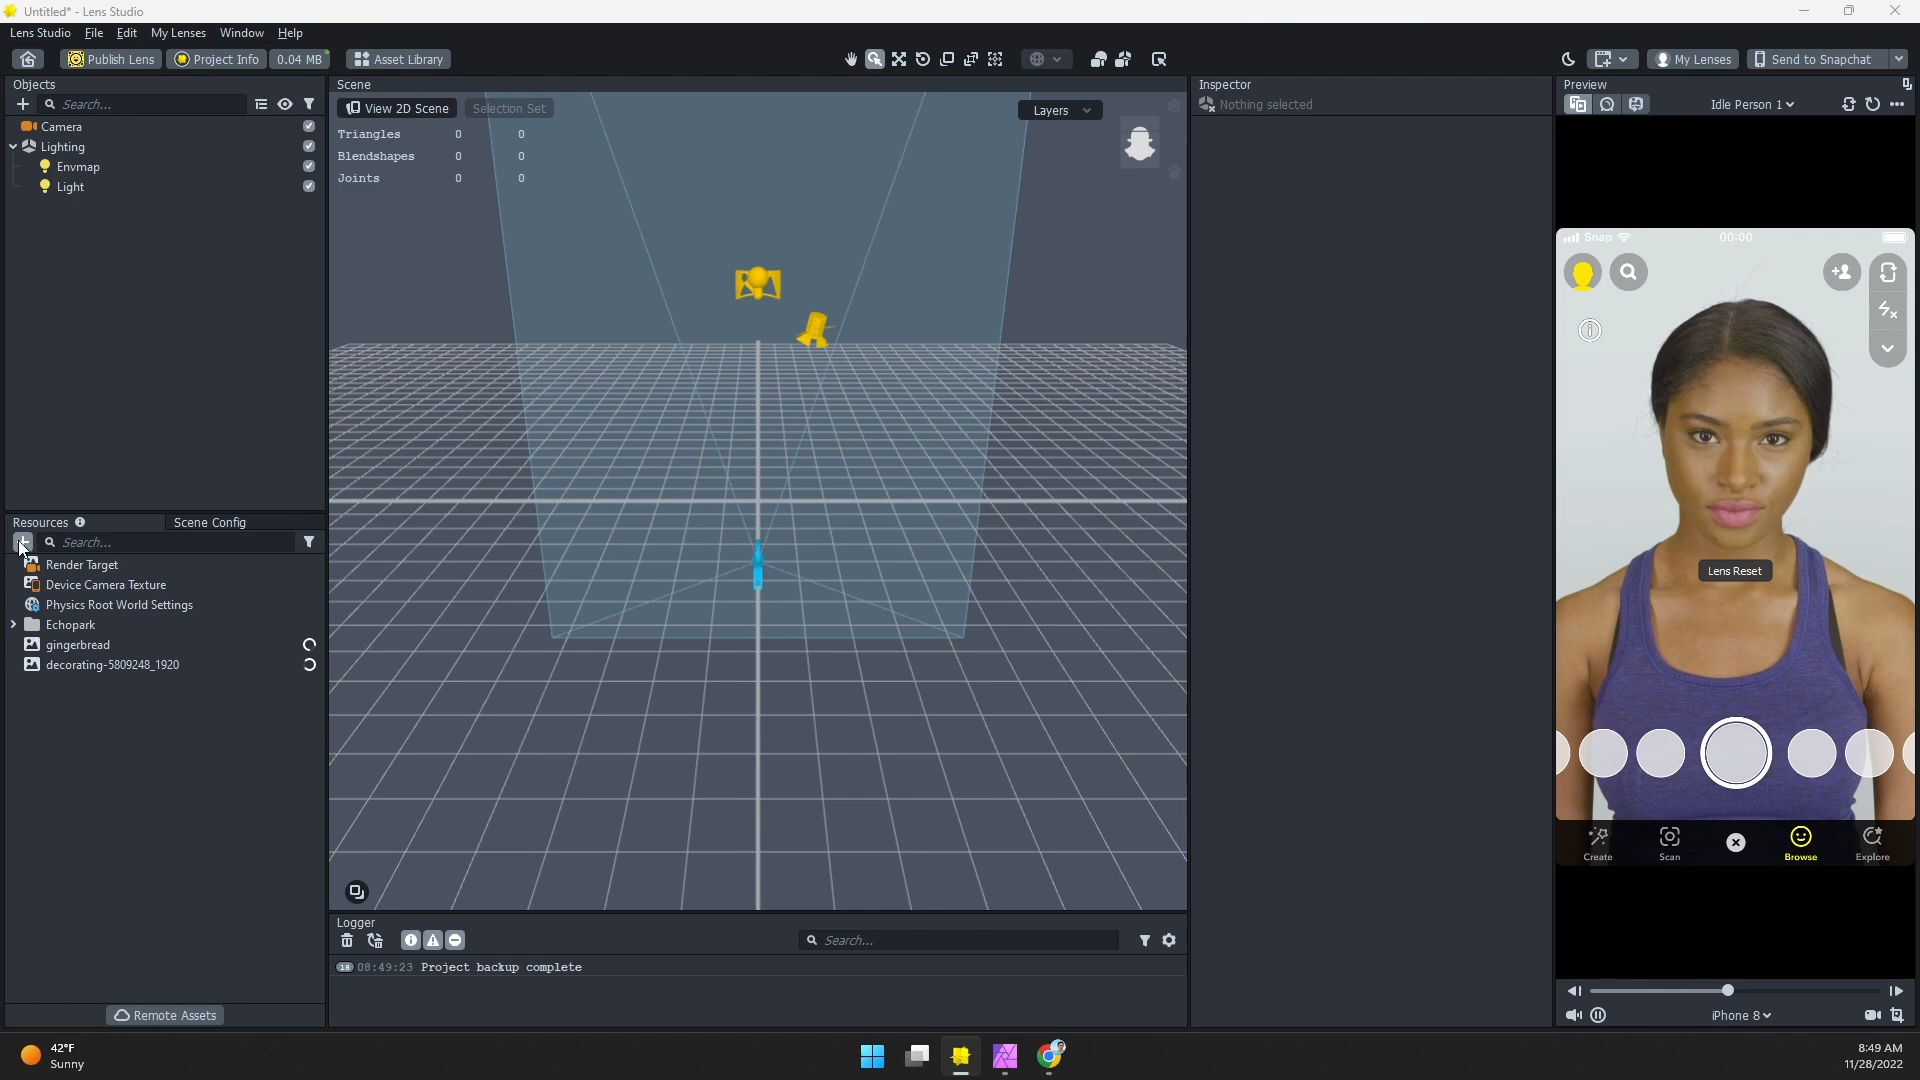 Untitled* - Lens Studio
Lens Studio File Edit My Lenses Window Help
Publish Lens Project Info 0.04 MB Asset Library My Lenses Send to Snapchat
Objects
Search...
Camera
Lighting
Envmap
Light
Resources Scene Config
Search...
Render Target
Device Camera Texture
Physics Root World Settings
Echopark
gingerbread
decorating-5809248_1920
Remote Assets
Scene
View 2D Scene Selection Set Layers
Triangles 0 0
Blendshapes 0 0
Joints 0 0
Logger
Search...
18 08:49:23 Project backup complete
Inspector
Nothing selected
Preview
Idle Person 1
Snap 00:00
Lens Reset
Create Scan Browse Explore
iPhone 8
42°F
Sunny
8:49 AM
11/28/2022